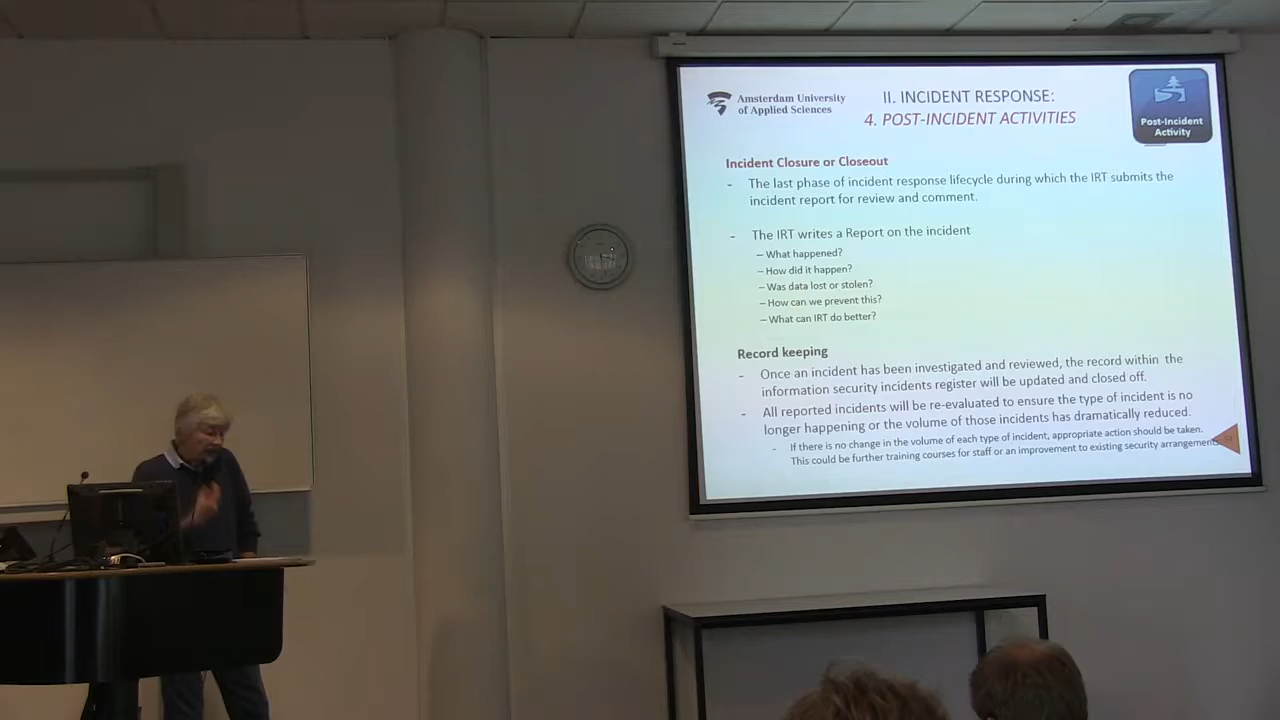 Amsterdam University
of Applied Sciences
II. INCIDENT RESPONSE:
4. POST-INCIDENT ACTIVITIES
Post-Incident
Activity
Incident Closure or Closeout
- The last phase of incident response lifecycle during which the IRT submits the
incident report for review and comment.
- The IRT writes a Report on the incident
– What happened?
– How did it happen?
– Was data lost or stolen?
– How can we prevent this?
– What can IRT do better?
Record keeping
- Once an incident has been investigated and reviewed, the record within the
information security incidents register will be updated and closed off.
- All reported incidents will be re-evaluated to ensure the type of incident is no
longer happening or the volume of those incidents has dramatically reduced.
- If there is no change in the volume of each type of incident, appropriate action should be taken.
This could be further training courses for staff or an improvement to existing security arrangements